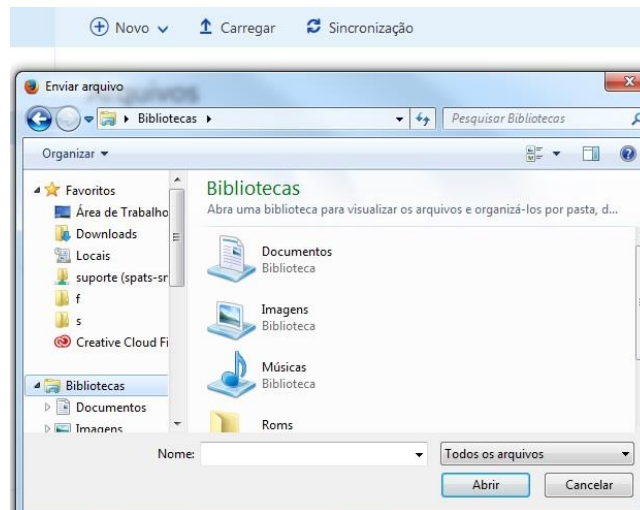 Novo Carregar Sincronização
Enviar arquivo
Bibliotecas Pesquisar Bibliotecas
Organizar
Favoritos
Área de Trabalho
Downloads
Locais
suporte (spats-sr
f
s
Creative Cloud Fi
Bibliotecas
Documentos
Imagens
Bibliotecas
Abra uma biblioteca para visualizar os arquivos e organizá-los por pasta, d...
Documentos
Biblioteca
Imagens
Biblioteca
Músicas
Biblioteca
Roms
Nome: Todos os arquivos
Abrir Cancelar